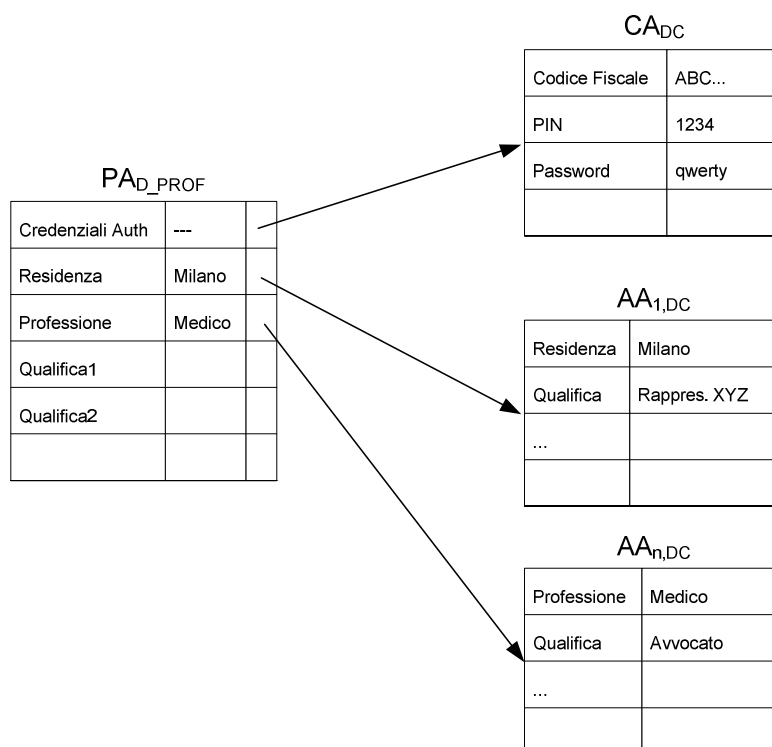 CA_DC
Codice Fiscale ABC...
PIN 1234
Password qwerty
PA_D_PROF
Credenziali Auth ---
Residenza Milano
Professione Medico
Qualifica1
Qualifica2
AA_1,DC
Residenza Milano
Qualifica Rappres. XYZ
...
AA_n,DC
Professione Medico
Qualifica Avvocato
...